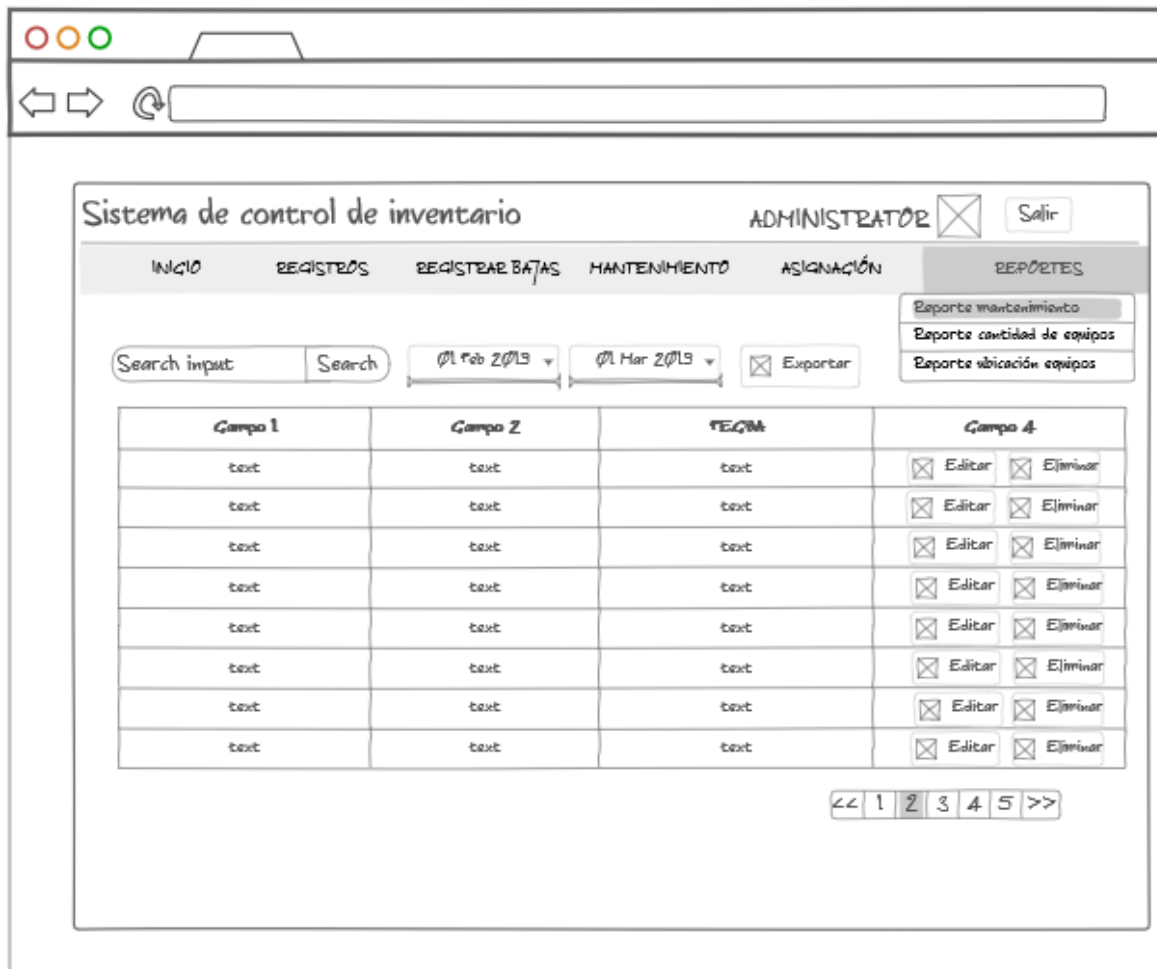 Sistema de control de inventario
ADMINISTRATOR Salir
INICIO REGISTROS REGISTRAR BAJAS MANTENIMIENTO ASIGNACIÓN REPORTES
Reporte mantenimiento
Reporte cantidad de equipos
Reporte ubicación equipos
Search input Search 01 Feb 2019 01 Mar 2019 Exportar
Campo 1 Campo 2 FECHA Campo 4
text text text Editar Eliminar
text text text Editar Eliminar
text text text Editar Eliminar
text text text Editar Eliminar
text text text Editar Eliminar
text text text Editar Eliminar
text text text Editar Eliminar
text text text Editar Eliminar
<< 1 2 3 4 5 >>